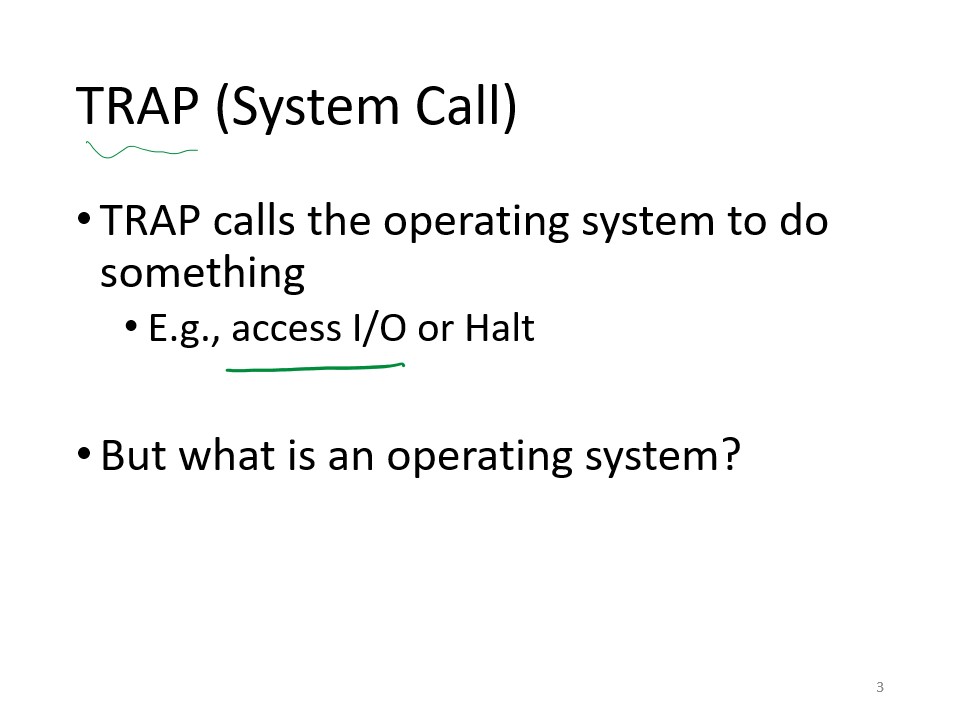 TRAP (System Call)
• TRAP calls the operating system to do
something
• E.g., access I/O or Halt
• But what is an operating system?
3